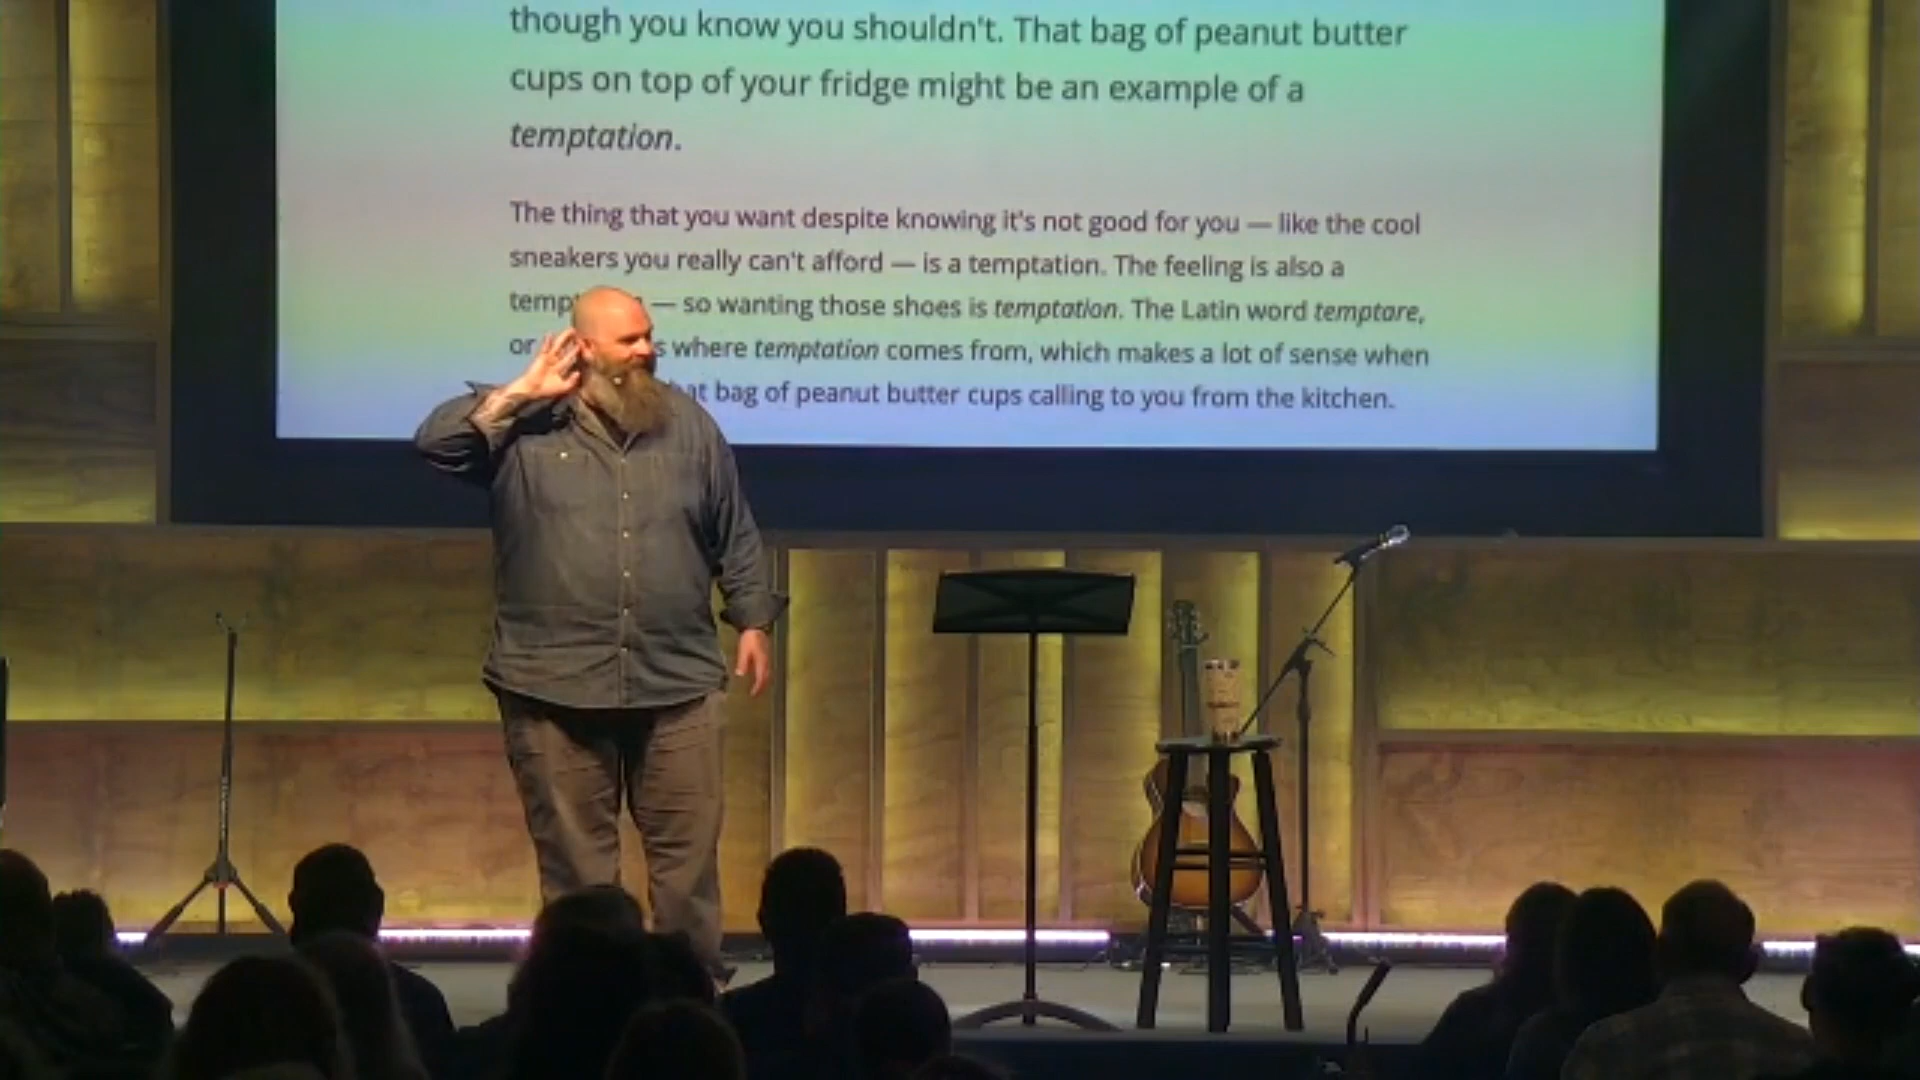 though you know you shouldn't. That bag of peanut butter
cups on top of your fridge might be an example of a
temptation.
The thing that you want despite knowing it's not good for you — like the cool
sneakers you really can't afford — is a temptation. The feeling is also a
temp — so wanting those shoes is temptation. The Latin word temptare,
or s where temptation comes from, which makes a lot of sense when
at bag of peanut butter cups calling to you from the kitchen.